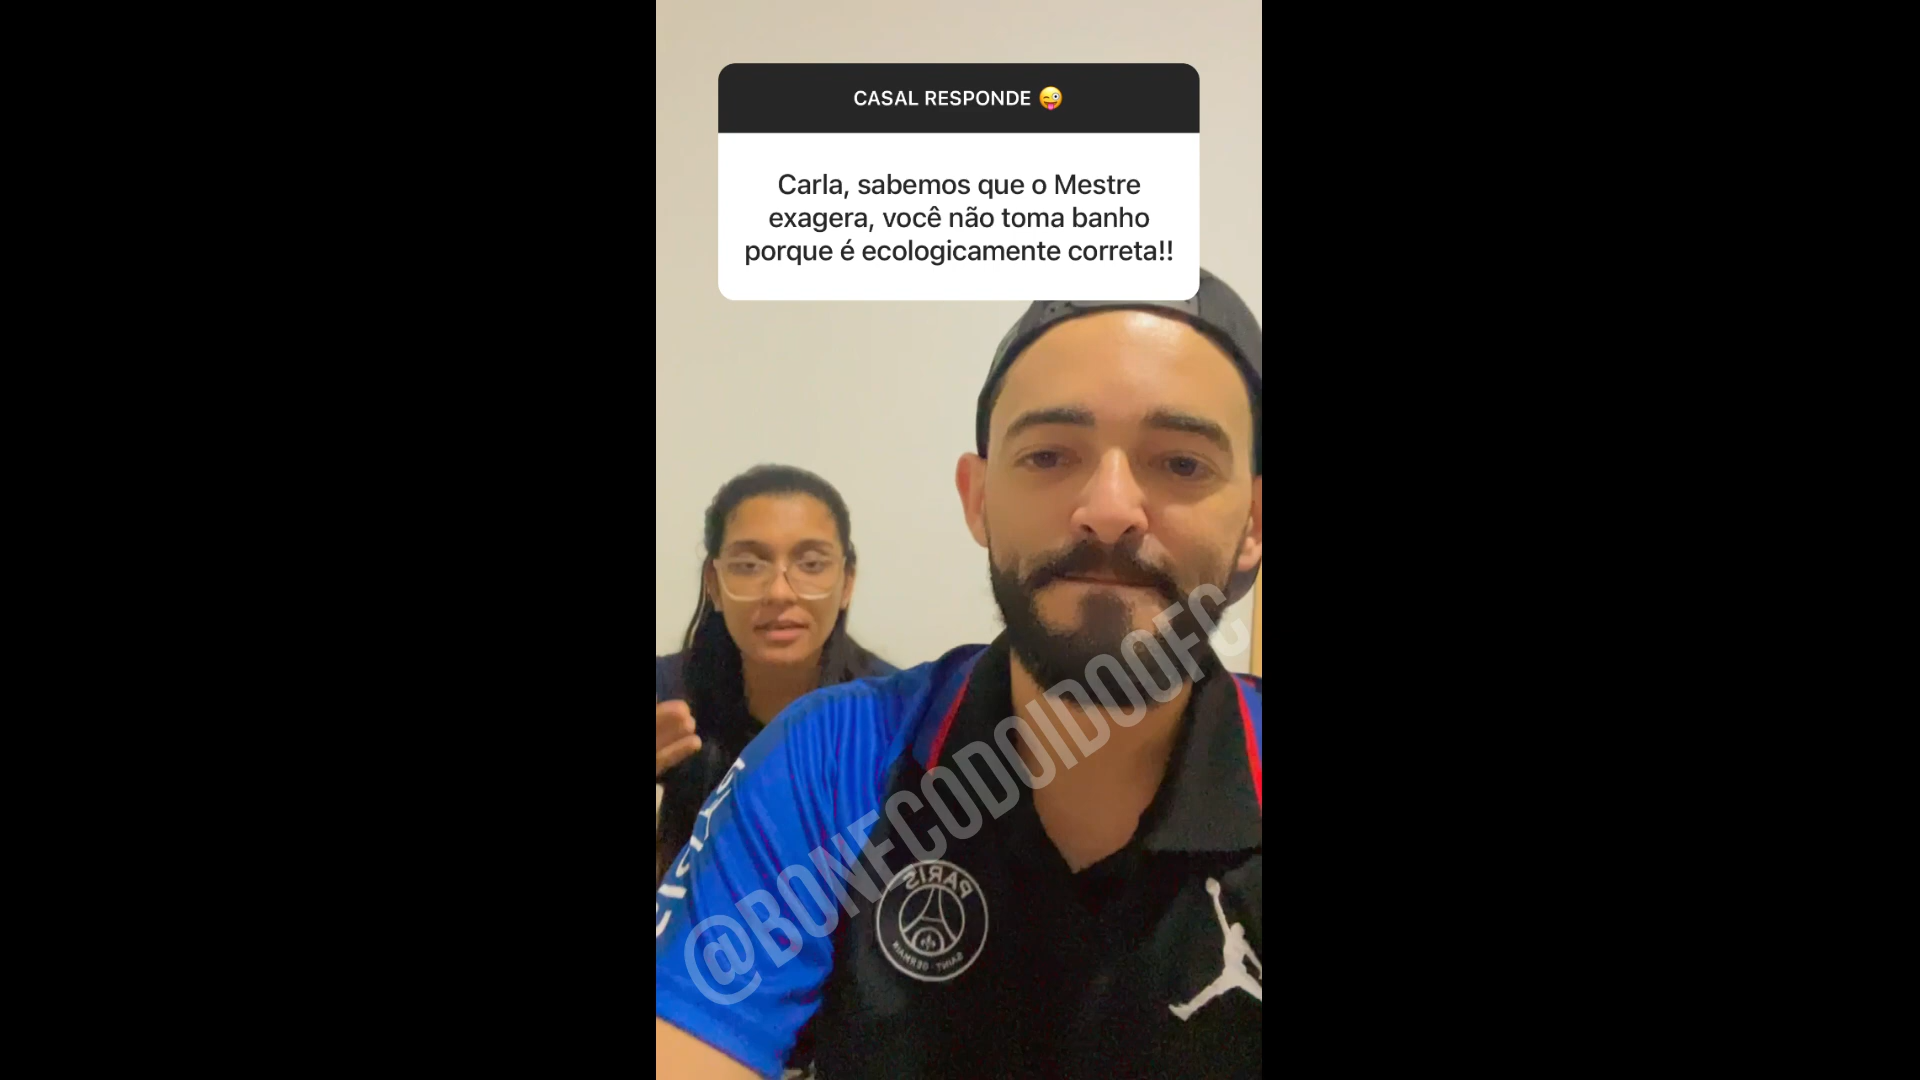 CASAL RESPONDE 😜
Carla, sabemos que o Mestre
exagera, você não toma banho
porque é ecologicamente correta!!
@BONECODOIDOOFC
PARIS
SAINT-GERMAIN